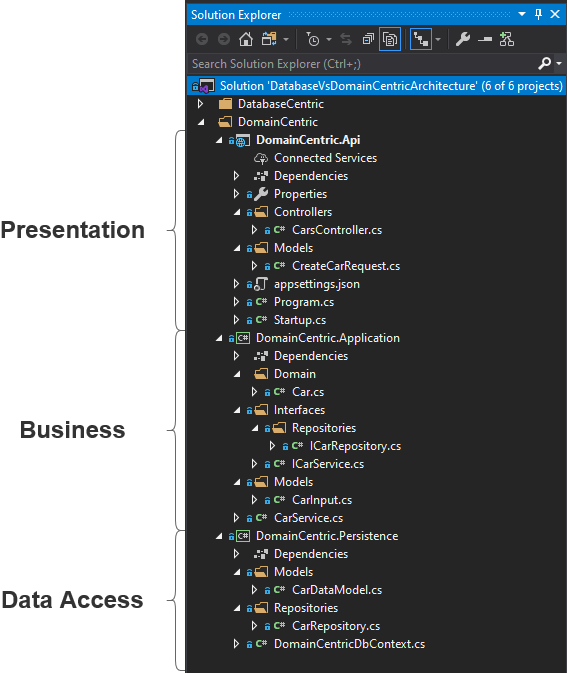 Solution Explorer
Search Solution Explorer (Ctrl+;)
Solution 'DatabaseVsDomainCentricArchitecture' (6 of 6 projects)
DatabaseCentric
DomainCentric
DomainCentric.Api
Connected Services
Dependencies
Properties
Controllers
C# CarsController.cs
Presentation
Models
C# CreateCarRequest.cs
appsettings.json
C# Program.cs
C# Startup.cs
C# DomainCentric.Application
Dependencies
Domain
C# Car.cs
Interfaces
Business
Repositories
C# ICarRepository.cs
C# ICarService.cs
Models
C# CarInput.cs
C# CarService.cs
C# DomainCentric.Persistence
Dependencies
Models
C# CarDataModel.cs
Data Access
Repositories
C# CarRepository.cs
C# DomainCentricDbContext.cs